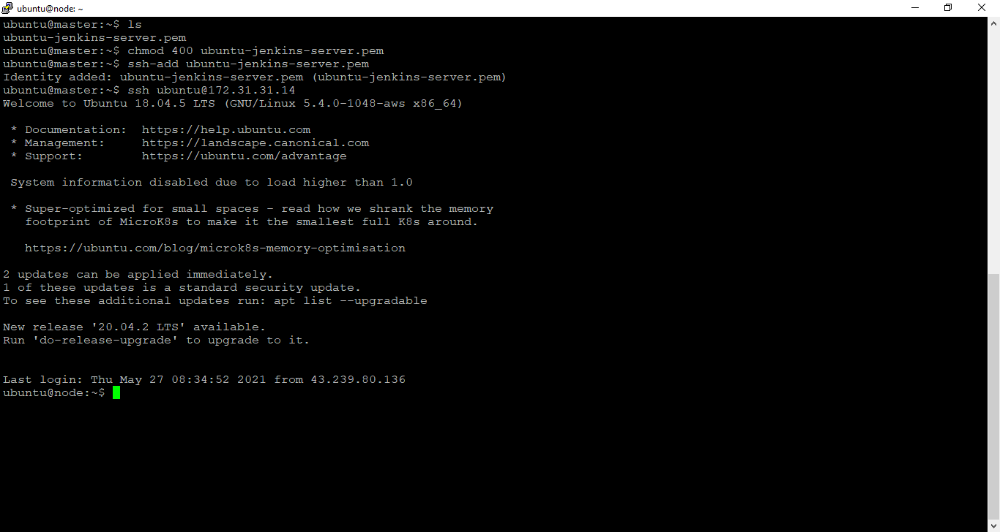 ubuntu@node: ~
ubuntu@master:~$ ls
ubuntu-jenkins-server.pem
ubuntu@master:~$ chmod 400 ubuntu-jenkins-server.pem
ubuntu@master:~$ ssh-add ubuntu-jenkins-server.pem
Identity added: ubuntu-jenkins-server.pem (ubuntu-jenkins-server.pem)
ubuntu@master:~$ ssh ubuntu@172.31.31.14
Welcome to Ubuntu 18.04.5 LTS (GNU/Linux 5.4.0-1048-aws x86_64)
* Documentation: https://help.ubuntu.com
* Management: https://landscape.canonical.com
* Support: https://ubuntu.com/advantage
System information disabled due to load higher than 1.0
* Super-optimized for small spaces - read how we shrank the memory
footprint of MicroK8s to make it the smallest full K8s around.
https://ubuntu.com/blog/microk8s-memory-optimisation
2 updates can be applied immediately.
1 of these updates is a standard security update.
To see these additional updates run: apt list --upgradable
New release '20.04.2 LTS' available.
Run 'do-release-upgrade' to upgrade to it.
Last login: Thu May 27 08:34:52 2021 from 43.239.80.136
ubuntu@node:~$